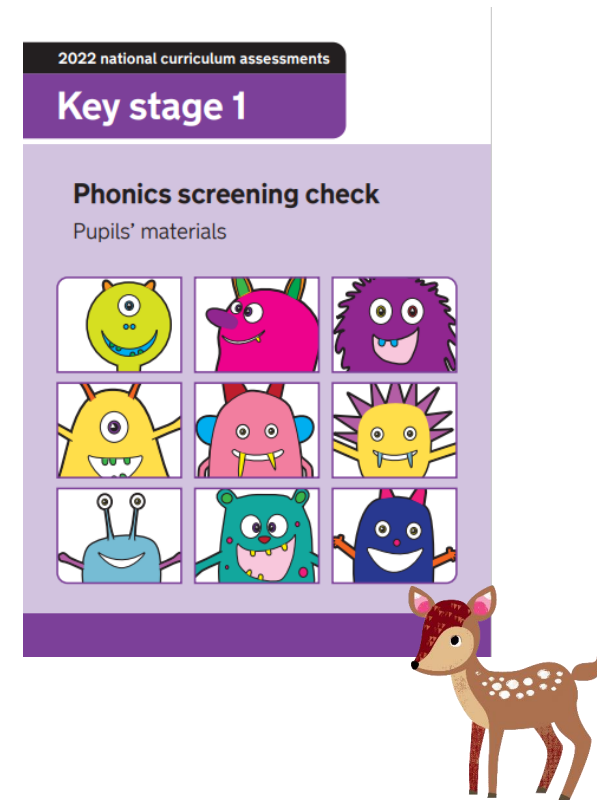 2022 national curriculum assessments
Key stage 1
Phonics screening check
Pupils’ materials